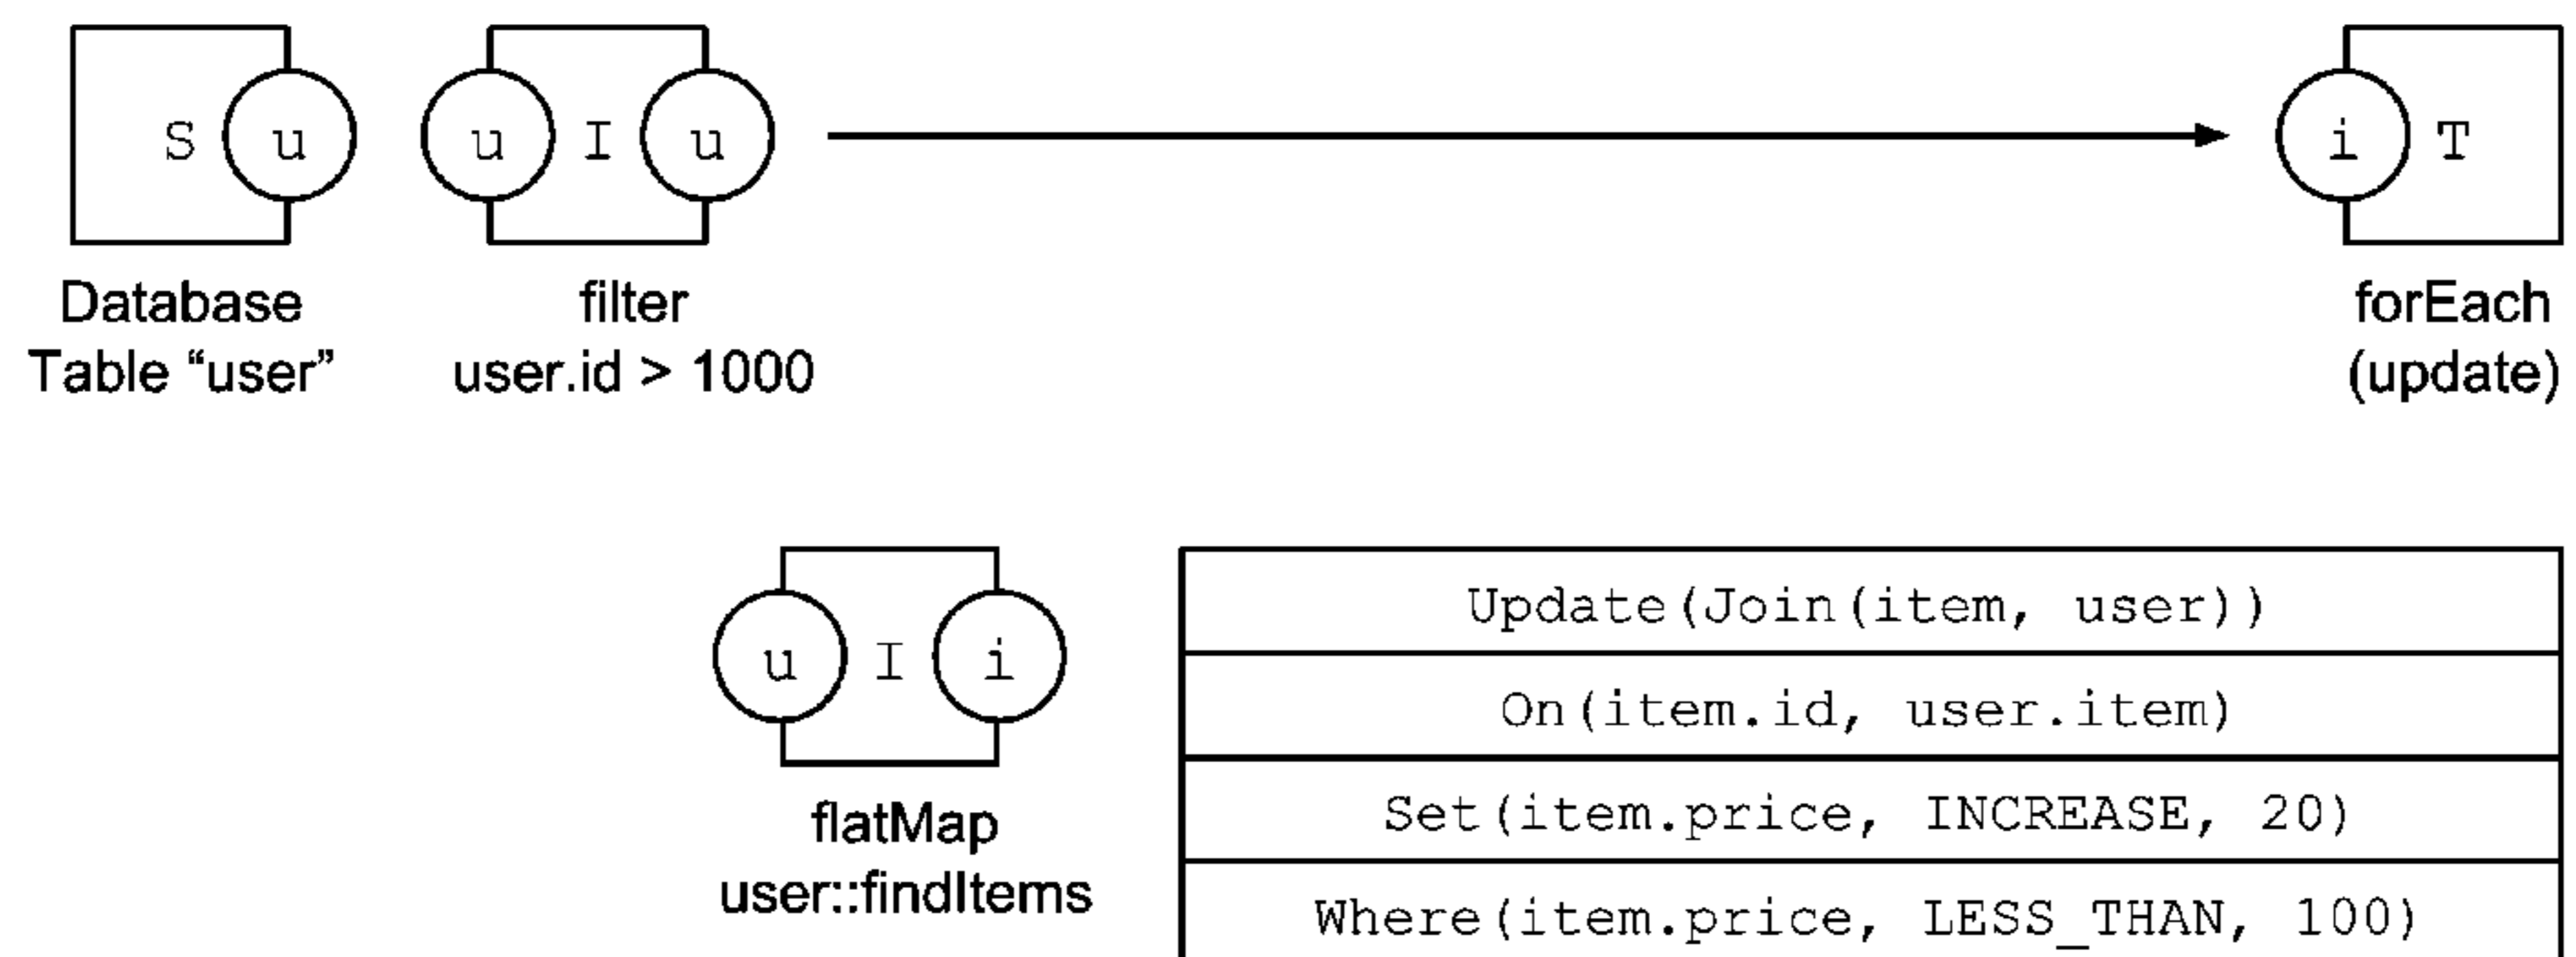 S u u I u i T
Database
Table “user”
filter
user.id > 1000
forEach
(update)
u I i
flatMap
user::findItems
Update(Join(item, user))
On(item.id, user.item)
Set(item.price, INCREASE, 20)
Where(item.price, LESS_THAN, 100)